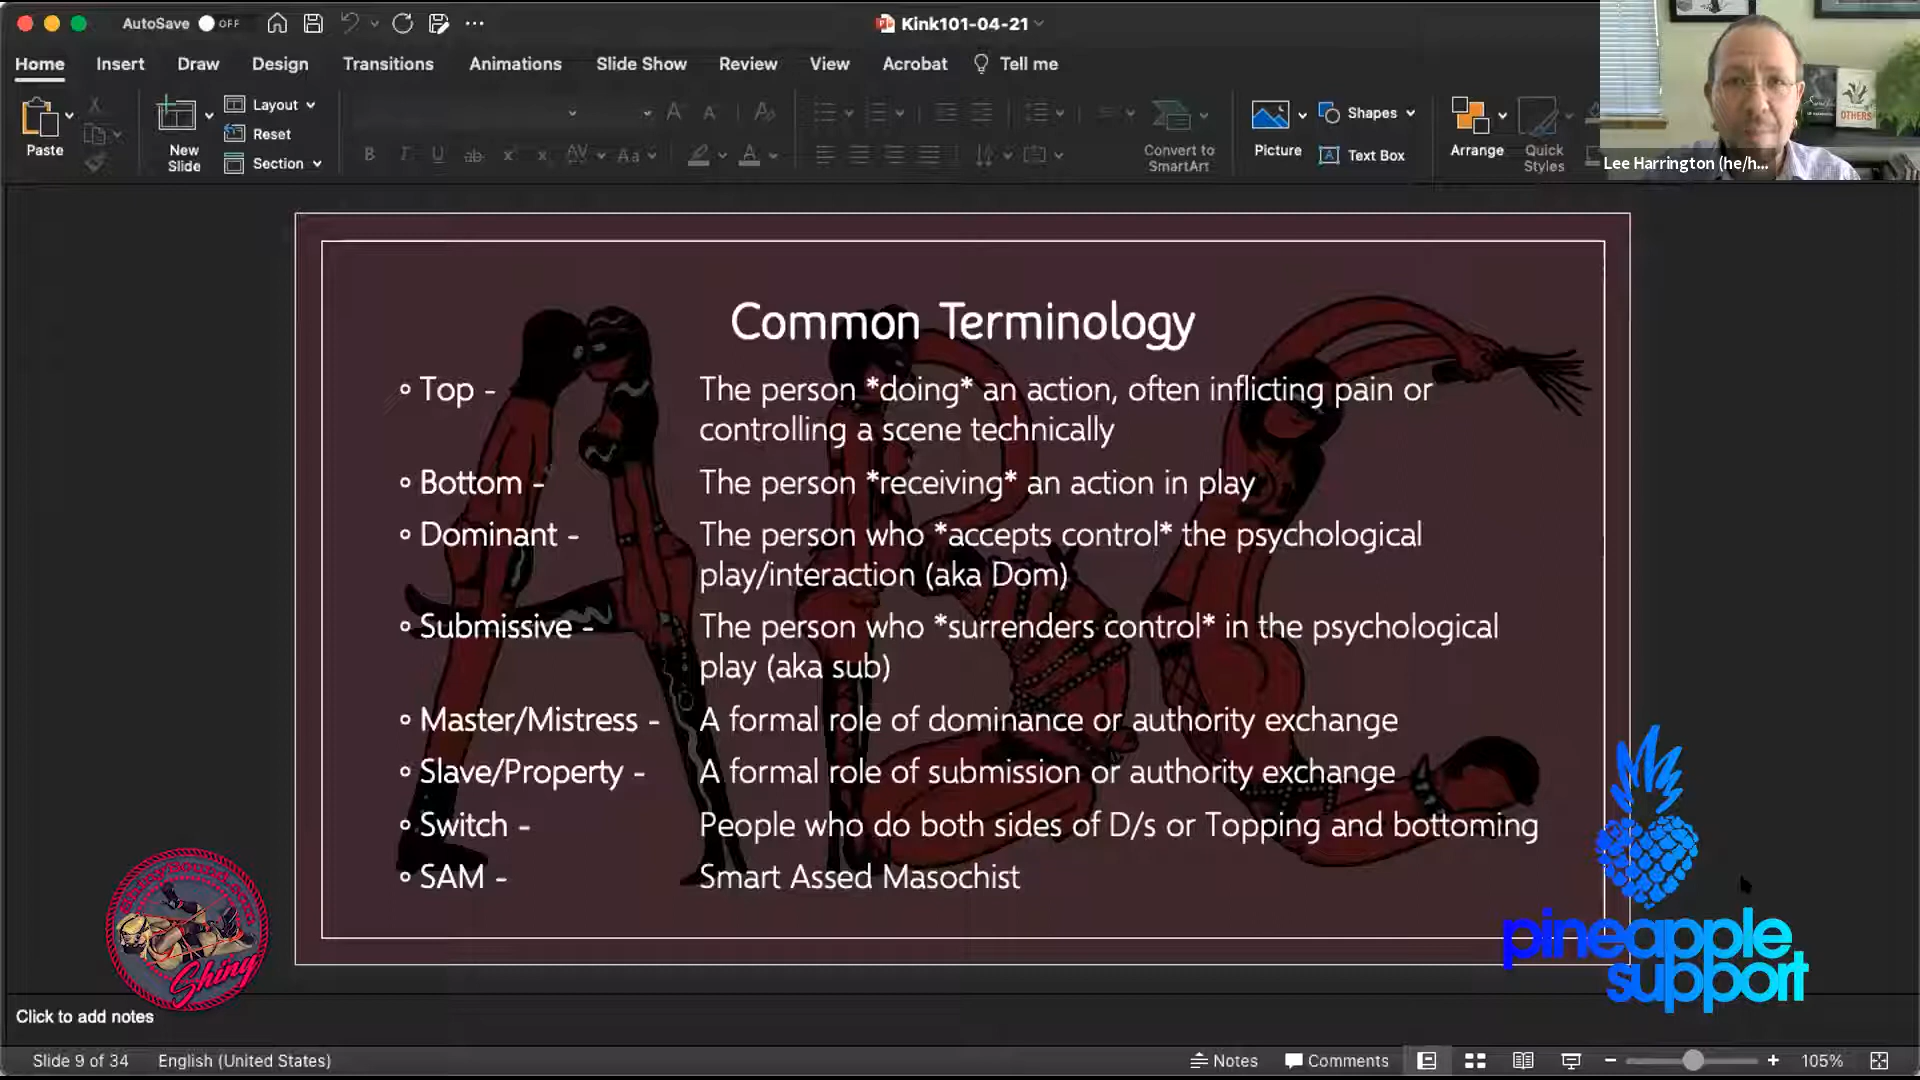 AutoSave OFF
Kink101-04-21
Home Insert Draw Design Transitions Animations Slide Show Review View Acrobat Tell me
Paste
New
Slide
Layout
Reset
Section
B I U ab x x AV Aa A
A A A
Convert to
SmartArt
Picture
Shapes
A Text Box
Arrange
Quick
Styles
OTHERS
Lee Harrington (he/h...
Common Terminology
Top - The person *doing* an action, often inflicting pain or
controlling a scene technically
Bottom - The person *receiving* an action in play
Dominant - The person who *accepts control* the psychological
play/interaction (aka Dom)
Submissive - The person who *surrenders control* in the psychological
play (aka sub)
Master/Mistress - A formal role of dominance or authority exchange
Slave/Property - A formal role of submission or authority exchange
Switch - People who do both sides of D/s or Topping and bottoming
SAM - Smart Assed Masochist
Shiny
pineapple
support
Click to add notes
Slide 9 of 34 English (United States) Notes Comments 105%